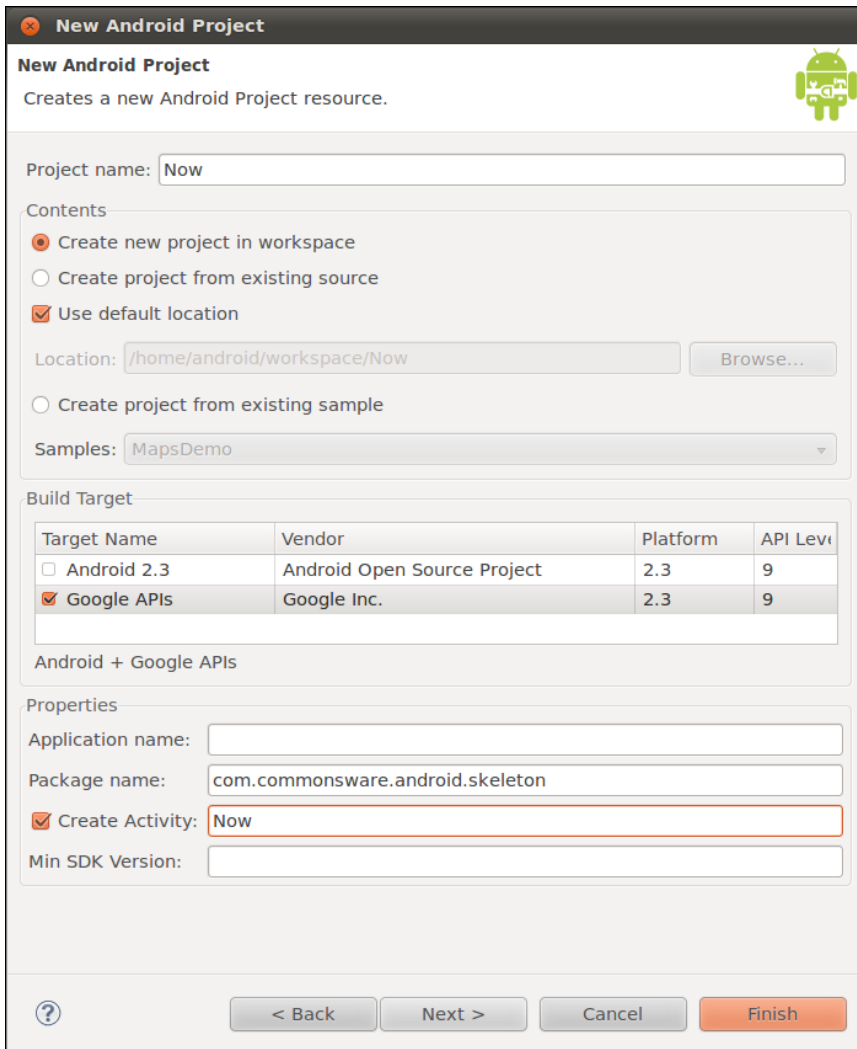 New Android Project
New Android Project
Creates a new Android Project resource.
Project name: Now
Contents
Create new project in workspace
Create project from existing source
Use default location
Location: /home/android/workspace/Now Browse...
Create project from existing sample
Samples: MapsDemo
Build Target
Target Name Vendor Platform API Leve
Android 2.3 Android Open Source Project 2.3 9
Google APIs Google Inc. 2.3 9
Android + Google APIs
Properties
Application name:
Package name: com.commonsware.android.skeleton
Create Activity: Now
Min SDK Version:
? < Back Next > Cancel Finish